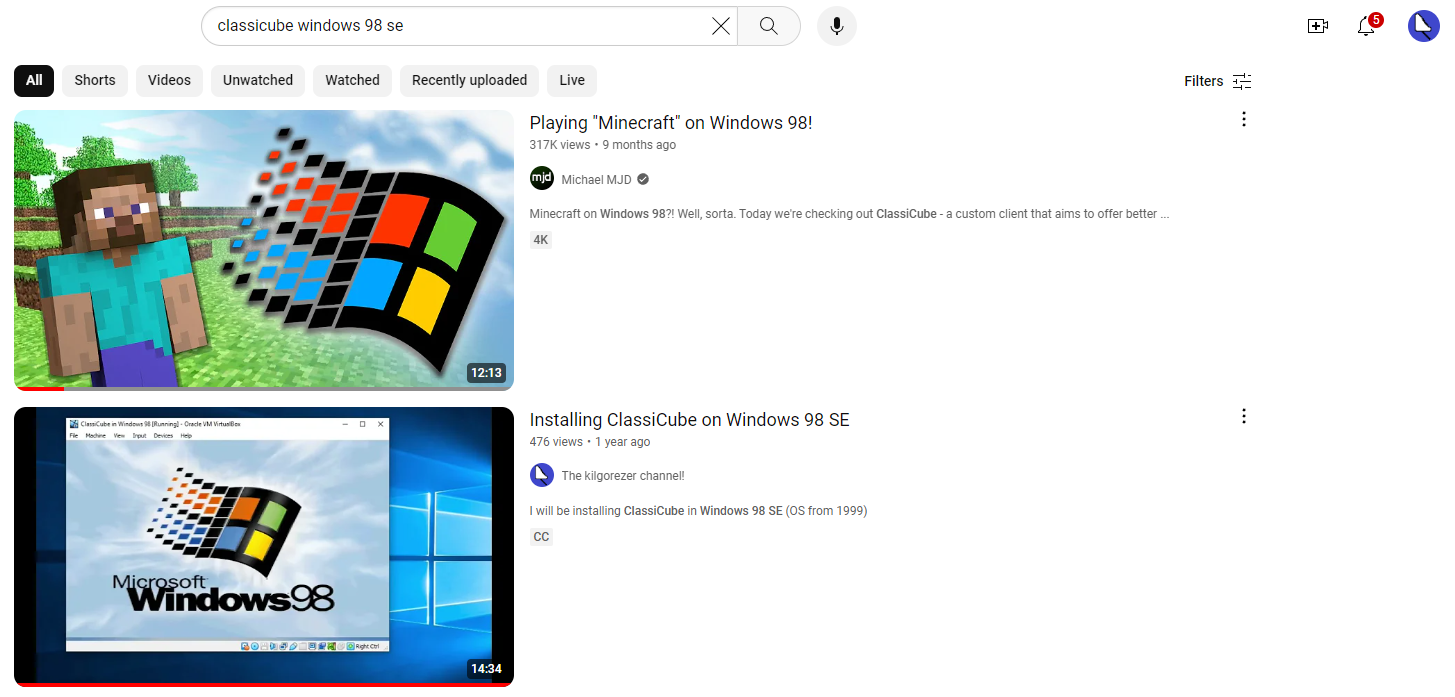 classicube windows 98 se
5
All
Shorts
Videos
Unwatched
Watched
Recently uploaded
Live
Filters
Playing "Minecraft" on Windows 98!
317K views • 9 months ago
mjd
Michael MJD
Minecraft on Windows 98?! Well, sorta. Today we're checking out ClassiCube - a custom client that aims to offer better ...
4K
12:13
Installing ClassiCube on Windows 98 SE
476 views • 1 year ago
The kilgorezer channel!
I will be installing ClassiCube in Windows 98 SE (OS from 1999)
CC
ClassiCube in Windows 98 [Running] - Oracle VM VirtualBox
File Machine View Input Devices Help
Microsoft
Windows 98
Right Ctrl
14:34